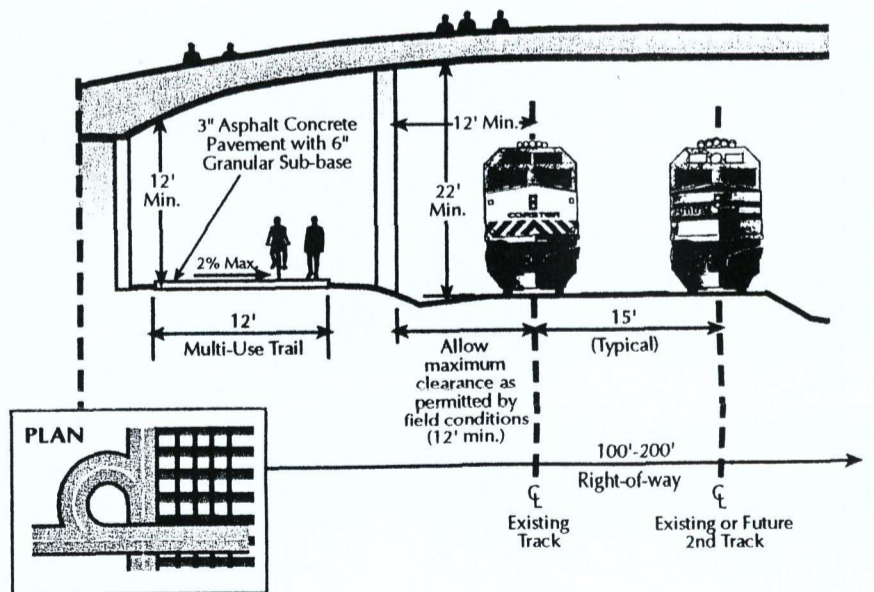 3" Asphalt Concrete
Pavement with 6"
Granular Sub-base
12' Min.
12'
Min.
22'
Min.
COASTER
2% Max.
12'
Multi-Use Trail
Allow
maximum
clearance as
permitted by
field conditions
(12' min.)
15'
(Typical)
PLAN
100'-200'
Right-of-way
℄
Existing
Track
℄
Existing or Future
2nd Track